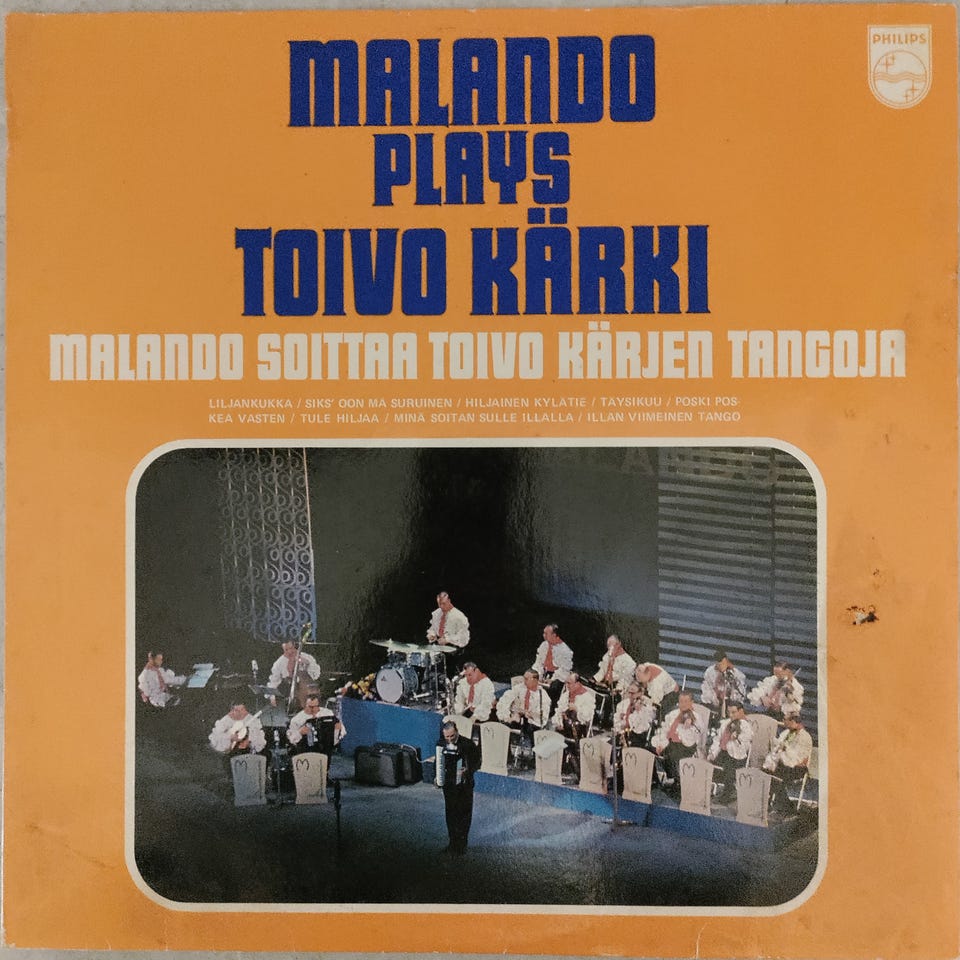 PHILIPS
MALANDO
PLAYS
TOIVO KÄRKI
MALANDO SOITTAA TOIVO KÄRJEN TANGOJA
LILJANKUKKA / SIKS' OON MÄ SURUINEN / HILJAINEN KYLÄTIE / TÄYSIKUU / POSKI POS-
KEA VASTEN / TULE HILJAA / MINÄ SOITAN SULLE ILLALLA / ILLAN VIIMEINEN TANGO
M
M
M
M
M